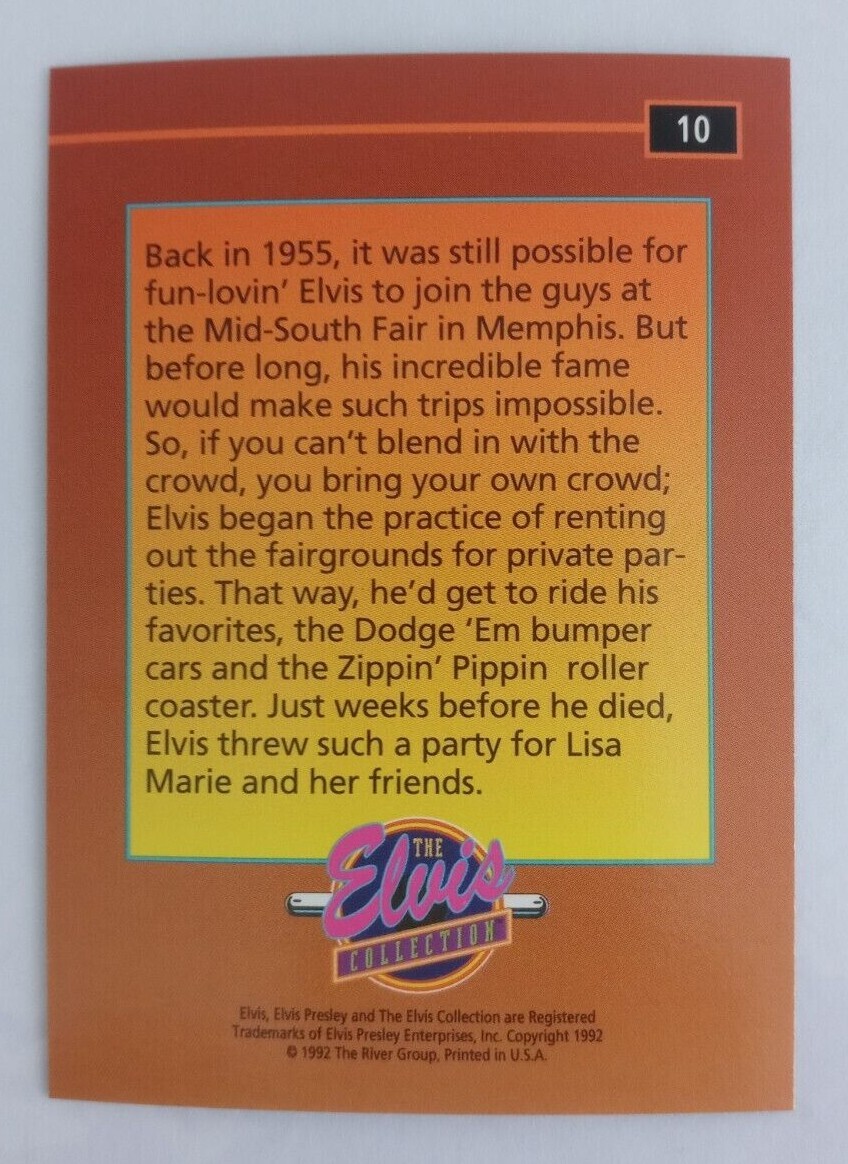 10
Back in 1955, it was still possible for
fun-lovin’ Elvis to join the guys at
the Mid-South Fair in Memphis. But
before long, his incredible fame
would make such trips impossible.
So, if you can’t blend in with the
crowd, you bring your own crowd;
Elvis began the practice of renting
out the fairgrounds for private par-
ties. That way, he’d get to ride his
favorites, the Dodge ‘Em bumper
cars and the Zippin’ Pippin roller
coaster. Just weeks before he died,
Elvis threw such a party for Lisa
Marie and her friends.
THE
Elvis
COLLECTION™
Elvis, Elvis Presley and The Elvis Collection are Registered
Trademarks of Elvis Presley Enterprises, Inc. Copyright 1992
© 1992 The River Group, Printed in U.S.A.